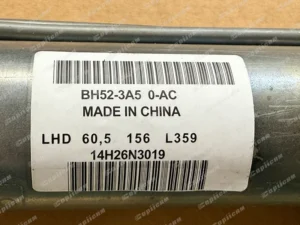 BH52-3A5 0-AC
MADE IN CHINA
LHD 60,5 156 L359
14H26N3019